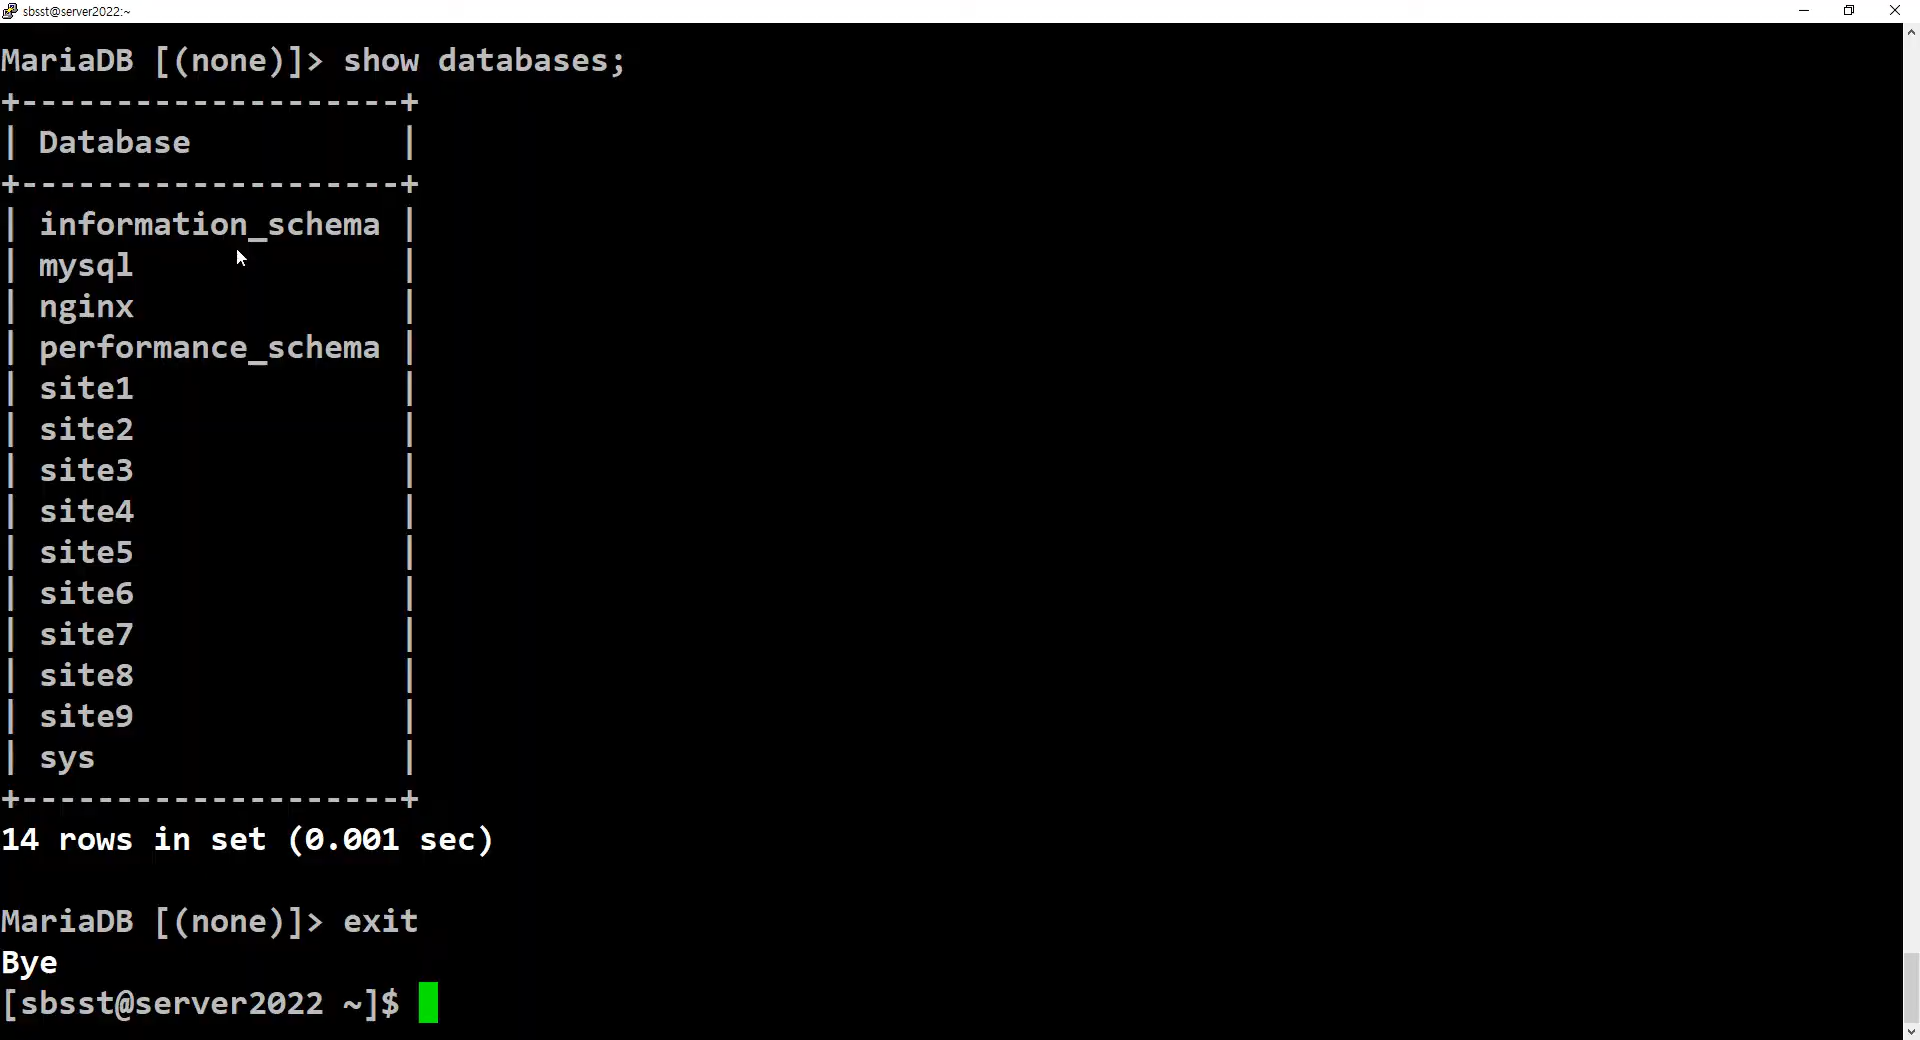 sbsst@server2022:~
MariaDB [(none)]> show databases;
+--------------------+
| Database           |
+--------------------+
| information_schema |
| mysql              |
| nginx              |
| performance_schema |
| site1              |
| site2              |
| site3              |
| site4              |
| site5              |
| site6              |
| site7              |
| site8              |
| site9              |
| sys                |
+--------------------+
14 rows in set (0.001 sec)
MariaDB [(none)]> exit
Bye
[sbsst@server2022 ~]$